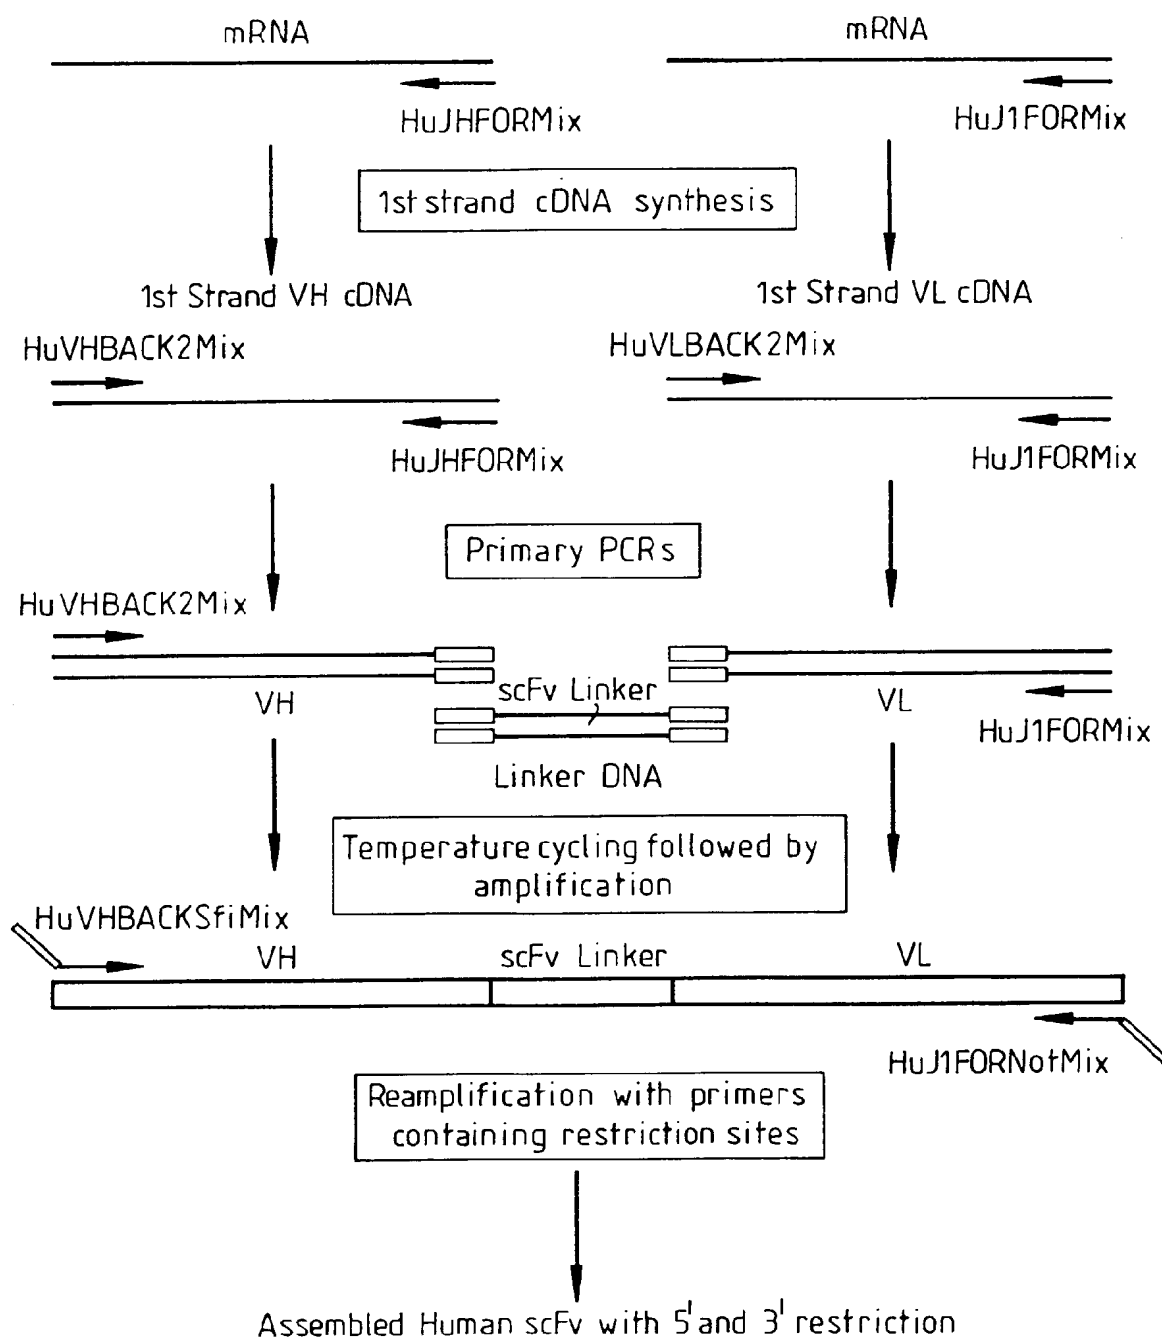 mRNA
mRNA
HuJHFORMix
HuJ1FORMix
1st strand cDNA synthesis
1st Strand VH cDNA
1st Strand VL cDNA
HuVHBACK2Mix
HuVLBACK2Mix
HuJHFORMix
HuJ1FORMix
Primary PCRs
HuVHBACK2Mix
VH
scFv Linker
VL
HuJ1FORMix
Linker DNA
Temperature cycling followed by
amplification
HuVHBACKSfiMix
VH
scFv Linker
VL
HuJ1FORNotMix
Reamplification with primers
containing restriction sites
Assembled Human scFv with 5' and 3' restriction